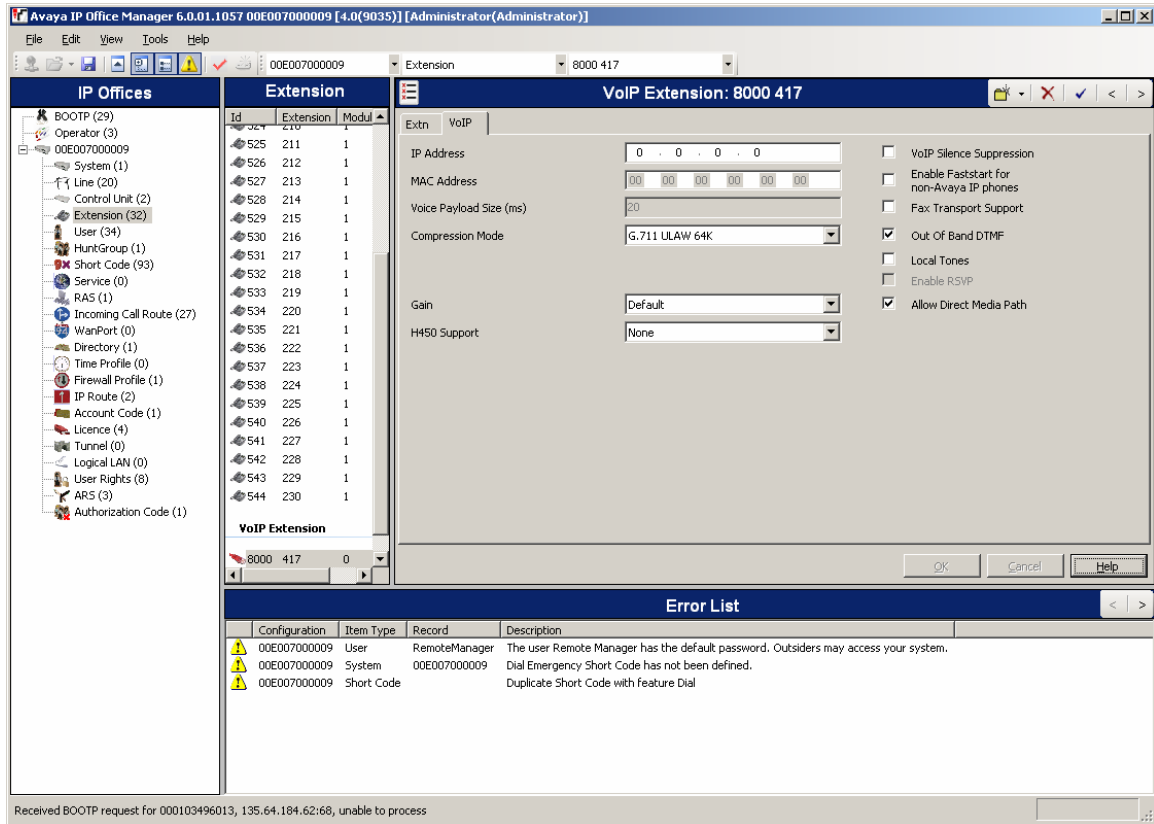 Avaya IP Office Manager 6.0.01.1057 00E007000009 [4.0(9035)] [Administrator(Administrator)]
File Edit View Tools Help
00E007000009 Extension 8000 417
IP Offices
BOOTP (29)
Operator (3)
00E007000009
System (1)
Line (20)
Control Unit (2)
Extension (32)
User (34)
HuntGroup (1)
Short Code (93)
Service (0)
RAS (1)
Incoming Call Route (27)
WanPort (0)
Directory (1)
Time Profile (0)
Firewall Profile (1)
IP Route (2)
Account Code (1)
Licence (4)
Tunnel (0)
Logical LAN (0)
User Rights (8)
ARS (3)
Authorization Code (1)
Extension
Id Extension Modul
524 210 1
525 211 1
526 212 1
527 213 1
528 214 1
529 215 1
530 216 1
531 217 1
532 218 1
533 219 1
534 220 1
535 221 1
536 222 1
537 223 1
538 224 1
539 225 1
540 226 1
541 227 1
542 228 1
543 229 1
544 230 1
VoIP Extension
8000 417 0
VoIP Extension: 8000 417
Extn VoIP
IP Address 0 . 0 . 0 . 0
MAC Address 00 00 00 00 00 00
Voice Payload Size (ms) 20
Compression Mode G.711 ULAW 64K
Gain Default
H450 Support None
VoIP Silence Suppression
Enable Faststart for
non-Avaya IP phones
Fax Transport Support
Out Of Band DTMF
Local Tones
Enable RSVP
Allow Direct Media Path
OK Cancel Help
Error List
Configuration Item Type Record Description
00E007000009 User RemoteManager The user Remote Manager has the default password. Outsiders may access your system.
00E007000009 System 00E007000009 Dial Emergency Short Code has not been defined.
00E007000009 Short Code Duplicate Short Code with feature Dial
Received BOOTP request for 000103496013, 135.64.184.62:68, unable to process